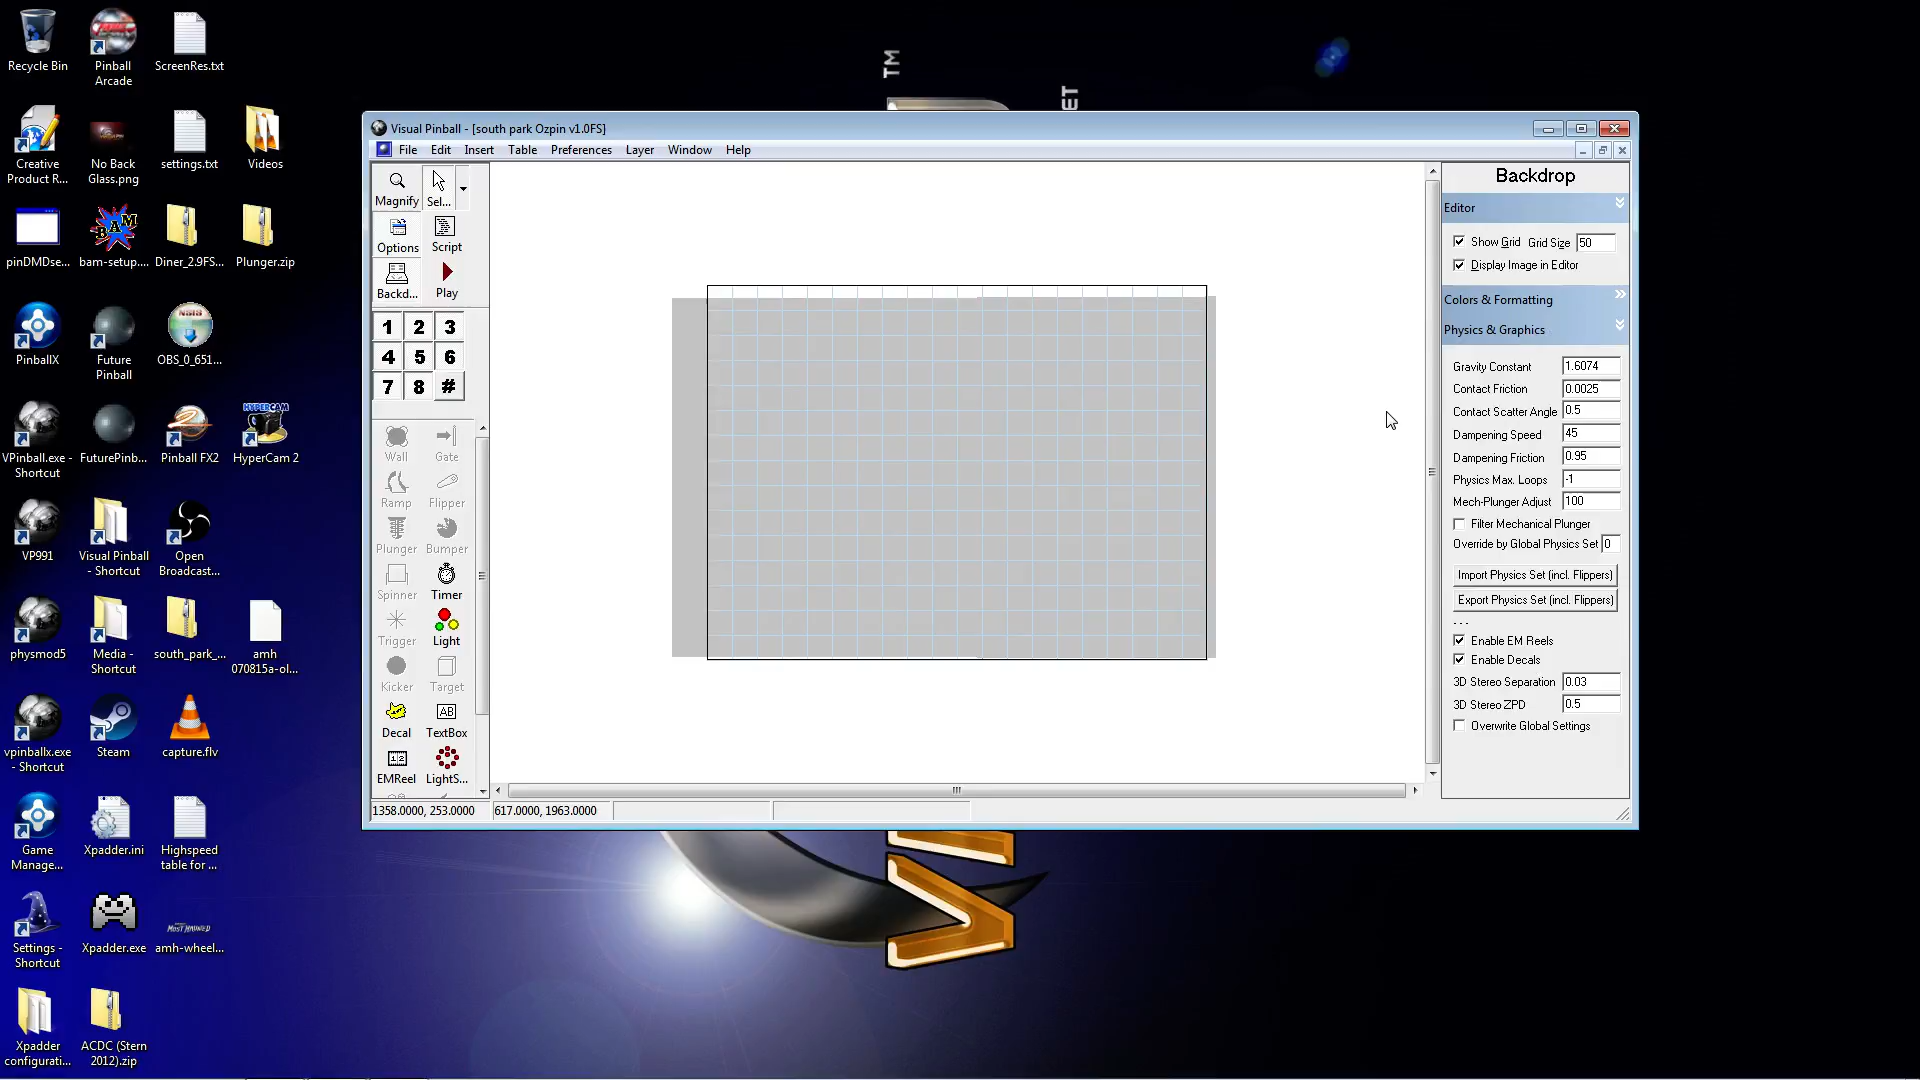 Recycle Bin
Pinball
Arcade
ScreenRes.txt
Creative
Product R...
No Back
Glass.png
settings.txt
Videos
pinDMDse...
bam-setup....
Diner_2.9FS...
Plunger.zip
PinballX
Future
Pinball
OBS_0_651...
VPinball.exe -
Shortcut
FuturePinb...
Pinball FX2
HyperCam 2
VP991
Visual Pinball
- Shortcut
Open
Broadcast...
physmod5
Media -
Shortcut
south_park_...
amh
070815a-ol...
vpinballx.exe
- Shortcut
Steam
capture.flv
Game
Manage...
Xpadder.ini
Highspeed
table for ...
Settings -
Shortcut
Xpadder.exe
amh-wheel...
Xpadder
configurati...
ACDC (Stern
2012).zip
BAM
NSIS
HYPERCAM
MOST HAUNTED
TM
ET
Visual Pinball - [south park Ozpin v1.0FS]
File Edit Insert Table Preferences Layer Window Help
Magnify Sel...
Options Script
Backd... Play
1 2 3
4 5 6
7 8 #
Wall Gate
Ramp Flipper
Plunger Bumper
Spinner Timer
Trigger Light
Kicker Target
AB
Decal TextBox
1 2
EMReel LightS...
1358.0000, 253.0000 617.0000, 1963.0000
Backdrop
Editor
Show Grid Grid Size 50
Display Image in Editor
Colors & Formatting
Physics & Graphics
Gravity Constant 1.6074
Contact Friction 0.0025
Contact Scatter Angle 0.5
Dampening Speed 45
Dampening Friction 0.95
Physics Max. Loops -1
Mech-Plunger Adjust 100
Filter Mechanical Plunger
Override by Global Physics Set 0
Import Physics Set (incl. Flippers)
Export Physics Set (incl. Flippers)
...
Enable EM Reels
Enable Decals
3D Stereo Separation 0.03
3D Stereo ZPD 0.5
Overwrite Global Settings